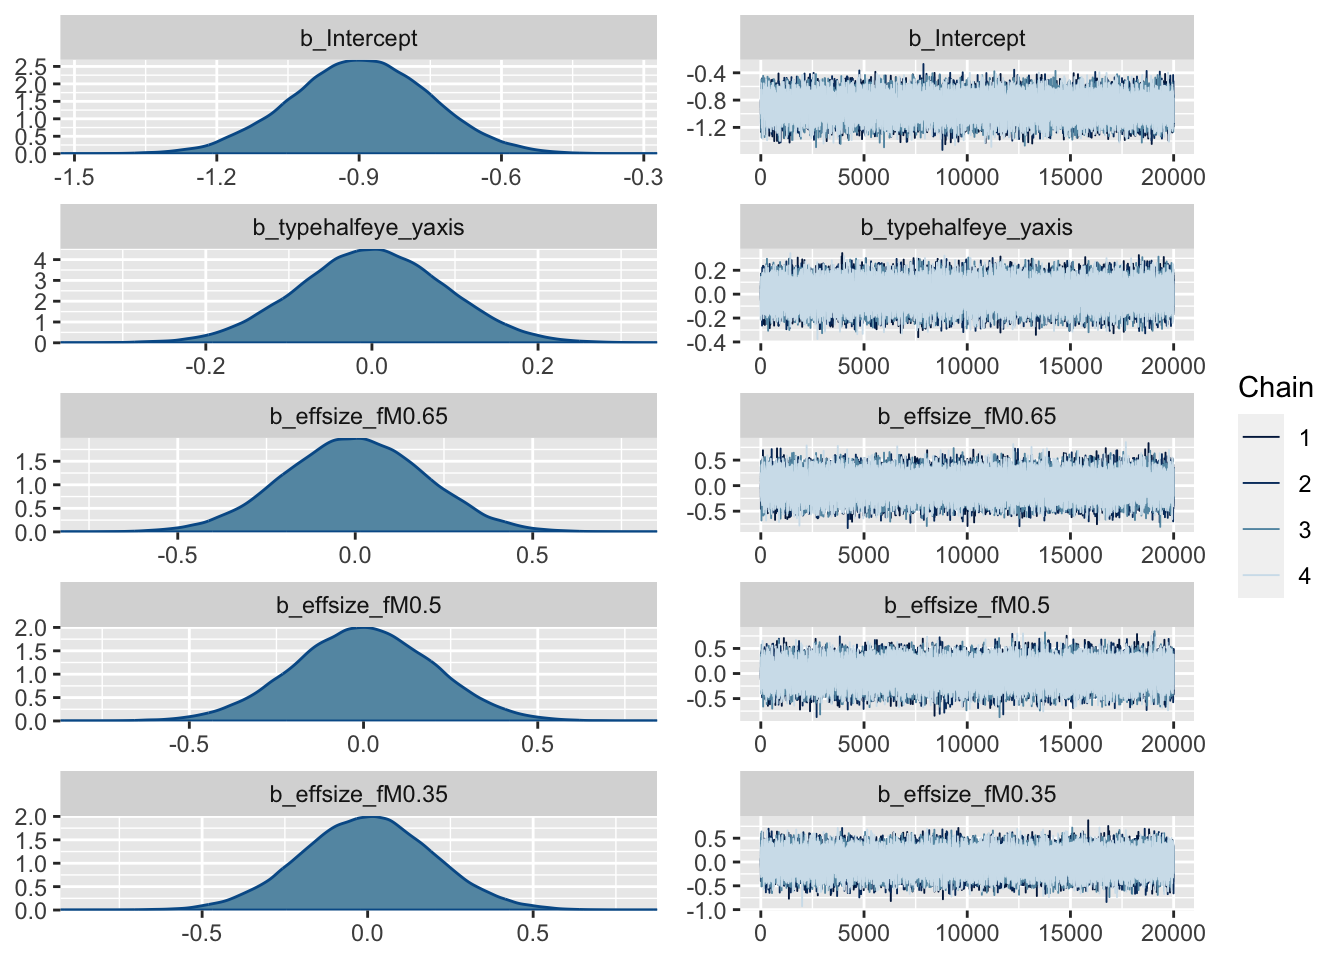 b_Intercept
2.5
2.0
1.5
1.0
0.5
0.0
-1.5 -1.2 -0.9 -0.6 -0.3
b_Intercept
-0.4
-0.8
-1.2
0 5000 10000 15000 20000
b_typehalfeye_yaxis
4
3
2
1
0
-0.2 0.0 0.2
b_typehalfeye_yaxis
0.2
0.0
-0.2
-0.4
0 5000 10000 15000 20000
b_effsize_fM0.65
1.5
1.0
0.5
0.0
-0.5 0.0 0.5
b_effsize_fM0.65
0.5
0.0
-0.5
0 5000 10000 15000 20000
b_effsize_fM0.5
2.0
1.5
1.0
0.5
0.0
-0.5 0.0 0.5
b_effsize_fM0.5
0.5
0.0
-0.5
0 5000 10000 15000 20000
b_effsize_fM0.35
2.0
1.5
1.0
0.5
0.0
-0.5 0.0 0.5
b_effsize_fM0.35
0.5
0.0
-0.5
-1.0
0 5000 10000 15000 20000
Chain
1
2
3
4